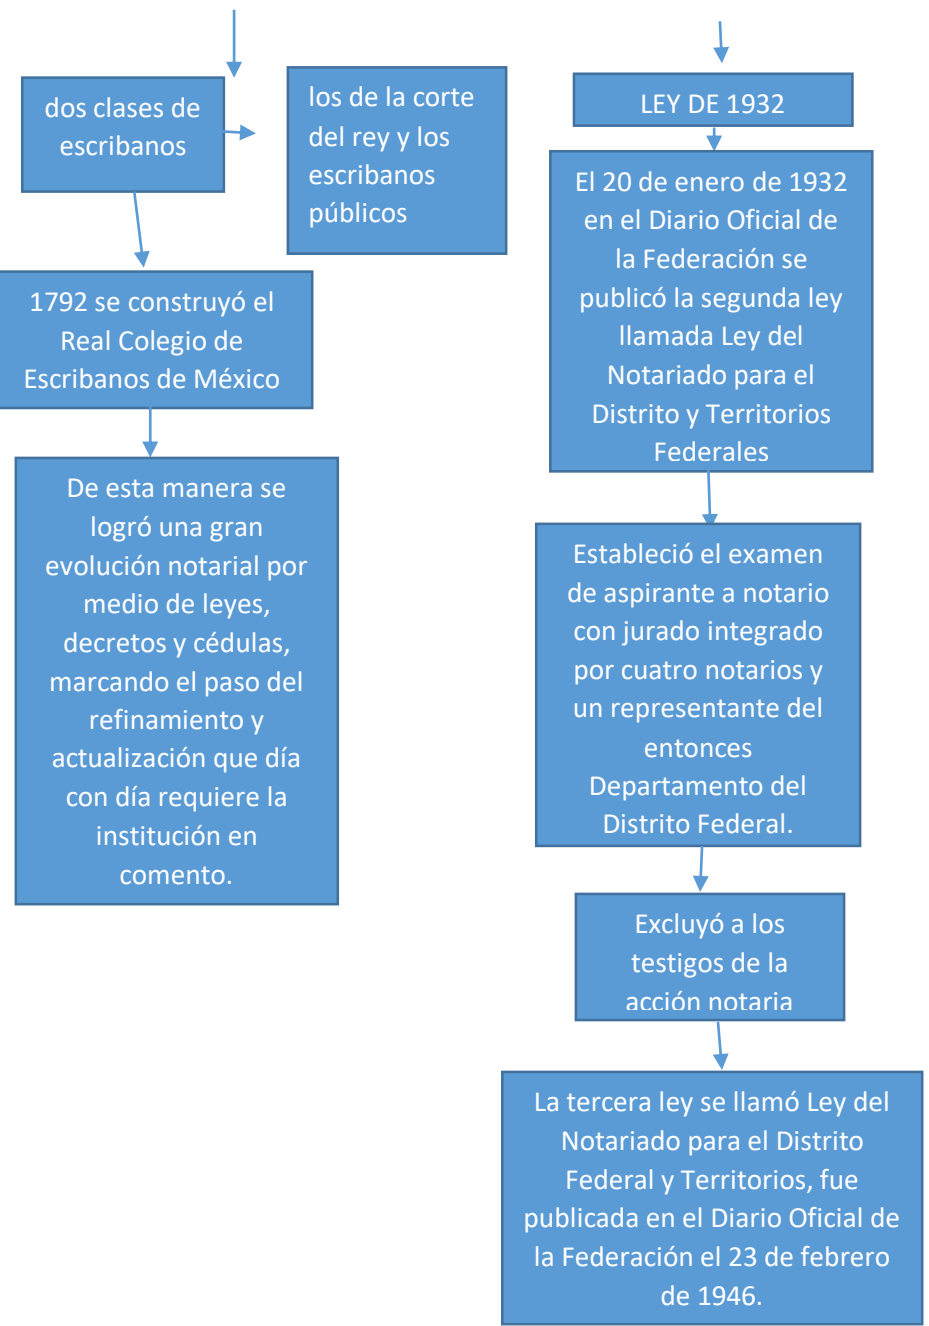 dos clases de
escribanos
los de la corte
del rey y los
escribanos
públicos
1792 se construyó el
Real Colegio de
Escribanos de México
De esta manera se
logró una gran
evolución notarial por
medio de leyes,
decretos y cédulas,
marcando el paso del
refinamiento y
actualización que día
con día requiere la
institución en
comento.
LEY DE 1932
El 20 de enero de 1932
en el Diario Oficial de
la Federación se
publicó la segunda ley
llamada Ley del
Notariado para el
Distrito y Territorios
Federales
Estableció el examen
de aspirante a notario
con jurado integrado
por cuatro notarios y
un representante del
entonces
Departamento del
Distrito Federal.
Excluyó a los
testigos de la
acción notaria
La tercera ley se llamó Ley del
Notariado para el Distrito
Federal y Territorios, fue
publicada en el Diario Oficial de
la Federación el 23 de febrero
de 1946.